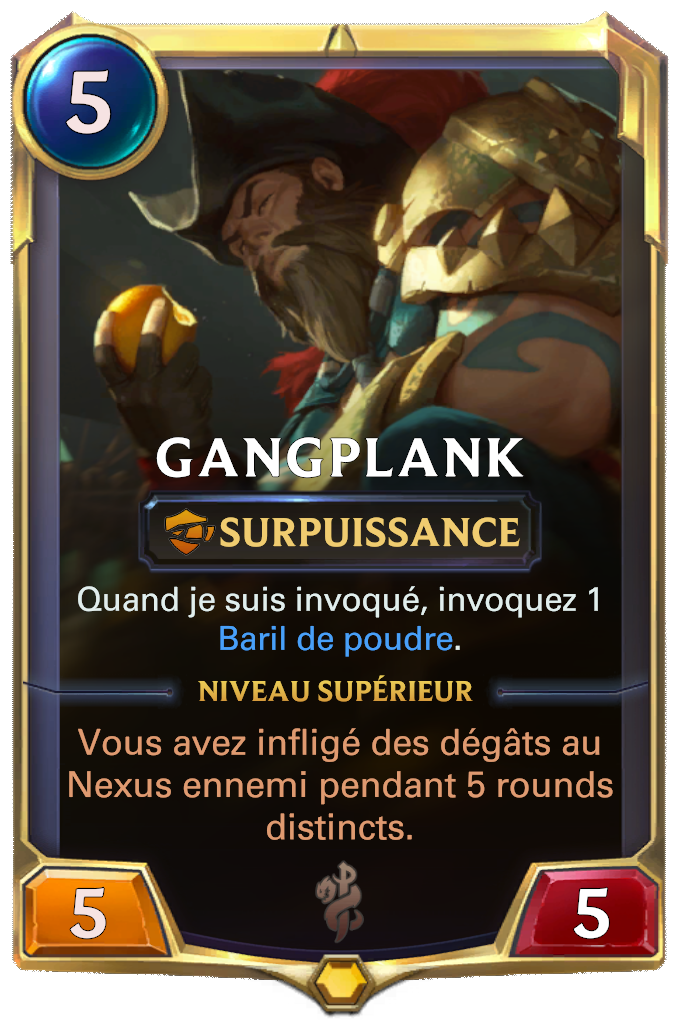 5
GANGPLANK
SURPUISSANCE
Quand je suis invoqué, invoquez 1
Baril de poudre.
NIVEAU SUPÉRIEUR
Vous avez infligé des dégâts au
Nexus ennemi pendant 5 rounds
distincts.
5
5